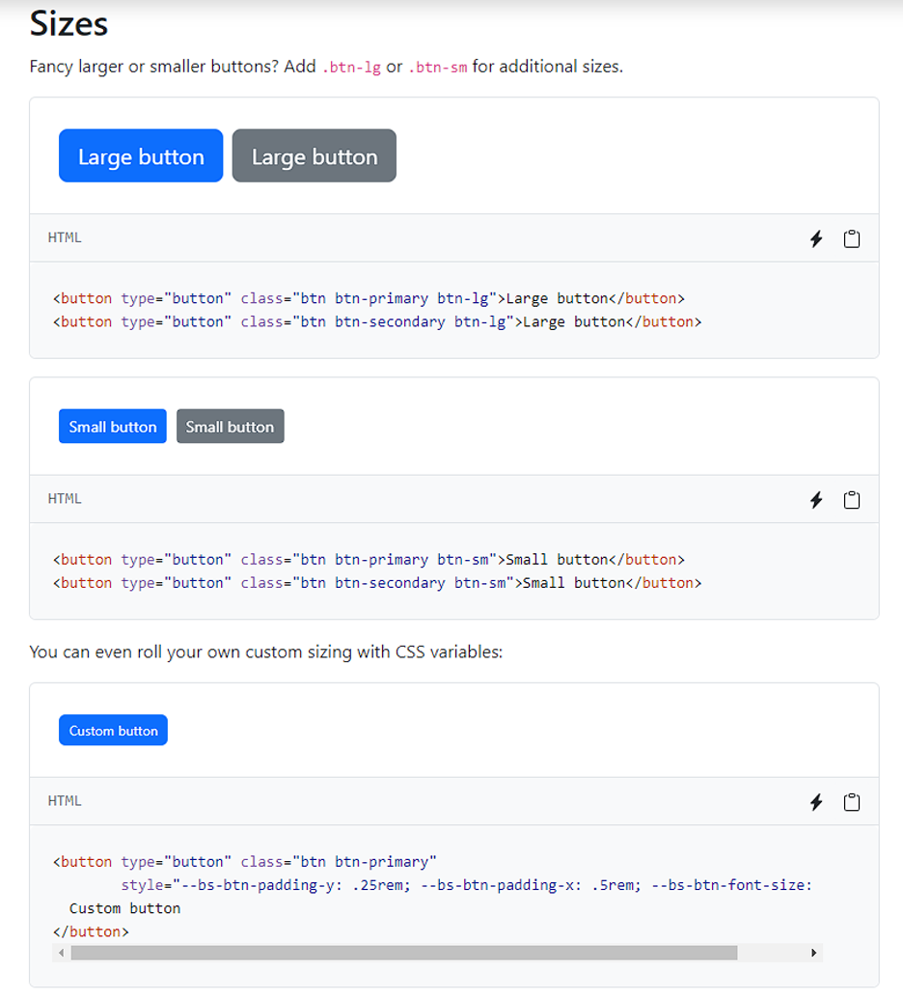 Sizes
Fancy larger or smaller buttons? Add .btn-lg or .btn-sm for additional sizes.
Large button Large button
HTML
<button type="button" class="btn btn-primary btn-lg">Large button</button>
<button type="button" class="btn btn-secondary btn-lg">Large button</button>
Small button Small button
HTML
<button type="button" class="btn btn-primary btn-sm">Small button</button>
<button type="button" class="btn btn-secondary btn-sm">Small button</button>
You can even roll your own custom sizing with CSS variables:
Custom button
HTML
<button type="button" class="btn btn-primary"
        style="--bs-btn-padding-y: .25rem; --bs-btn-padding-x: .5rem; --bs-btn-font-size:
  Custom button
</button>